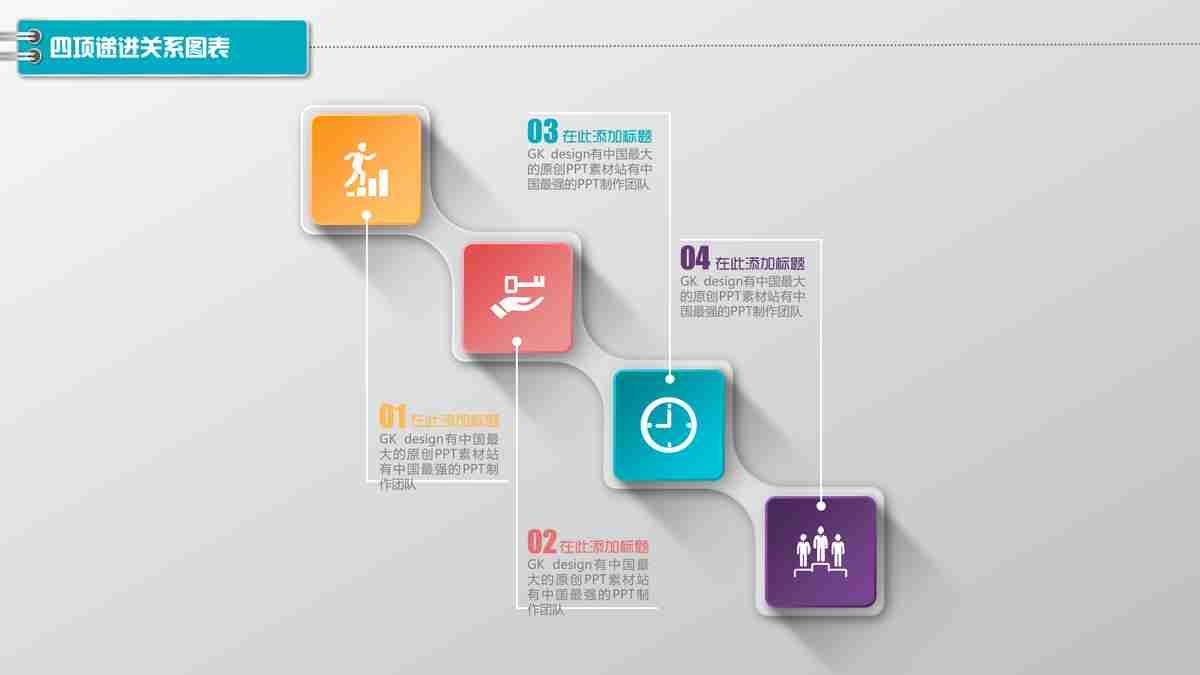 四项递进关系图表
03 在此添加标题
GK design有中国最大
的原创PPT素材站有中
国最强的PPT制作团队
04 在此添加标题
GK design有中国最大
的原创PPT素材站有中
国最强的PPT制作团队
01 在此添加标题
GK design有中国最
大的原创PPT素材站
有中国最强的PPT制
作团队
02 在此添加标题
GK design有中国最
大的原创PPT素材站
有中国最强的PPT制
作团队